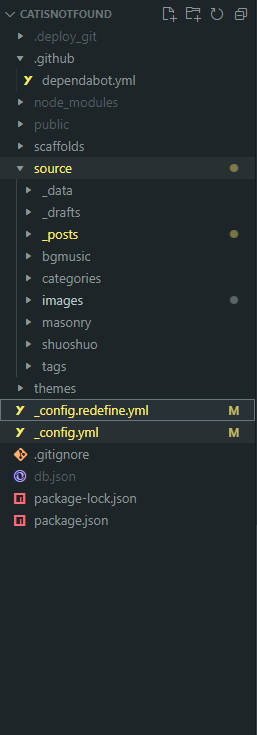 CATISNOTFOUND
.deploy_git
.github
dependabot.yml
node_modules
public
scaffolds
source
_data
_drafts
_posts
bgmusic
categories
images
masonry
shuoshuo
tags
themes
_config.redefine.yml M
_config.yml M
.gitignore
db.json
package-lock.json
package.json